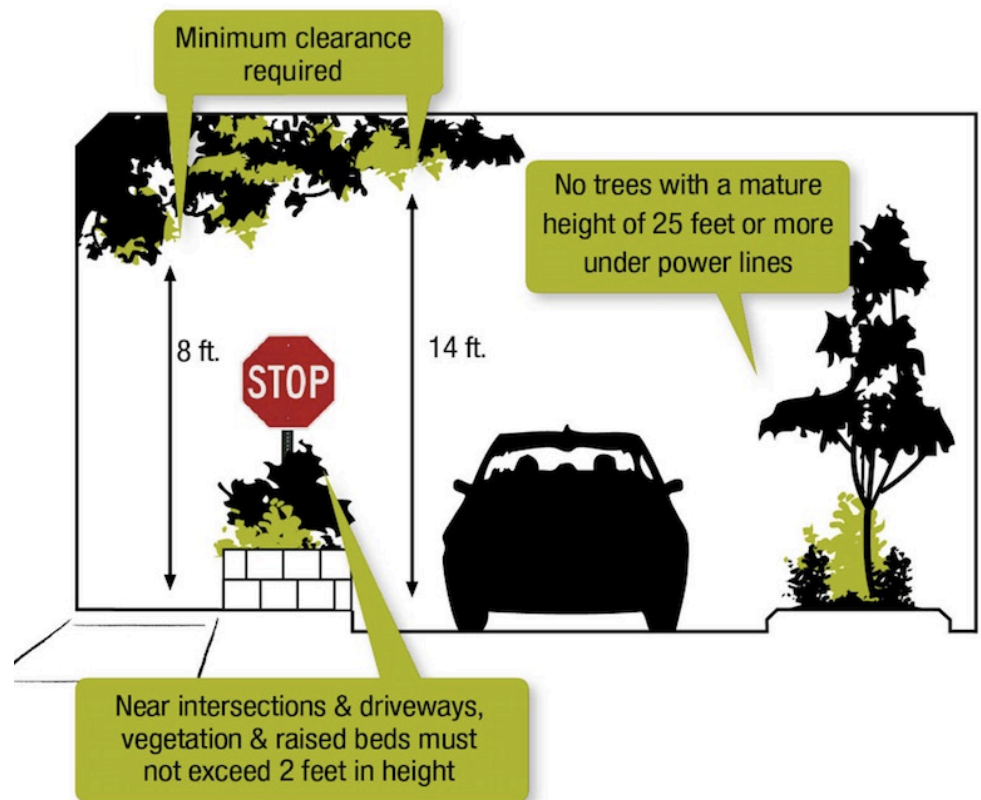 Minimum clearance
required
No trees with a mature
height of 25 feet or more
under power lines
8 ft.
14 ft.
STOP
Near intersections & driveways,
vegetation & raised beds must
not exceed 2 feet in height